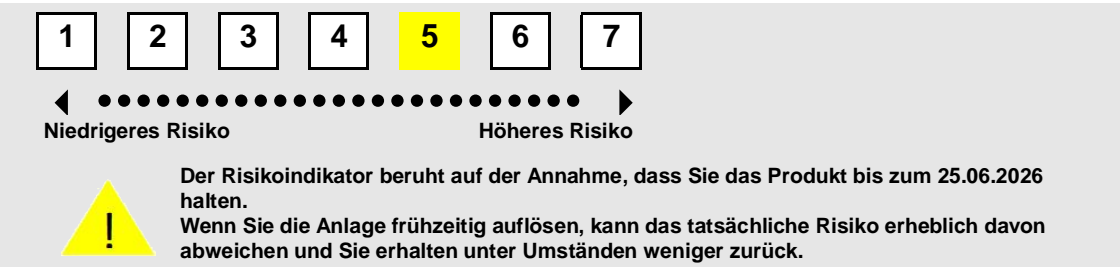 1 2 3 4 5 6 7
Niedrigeres Risiko Höheres Risiko
Der Risikoindikator beruht auf der Annahme, dass Sie das Produkt bis zum 25.06.2026
halten.
Wenn Sie die Anlage frühzeitig auflösen, kann das tatsächliche Risiko erheblich davon
abweichen und Sie erhalten unter Umständen weniger zurück.
!